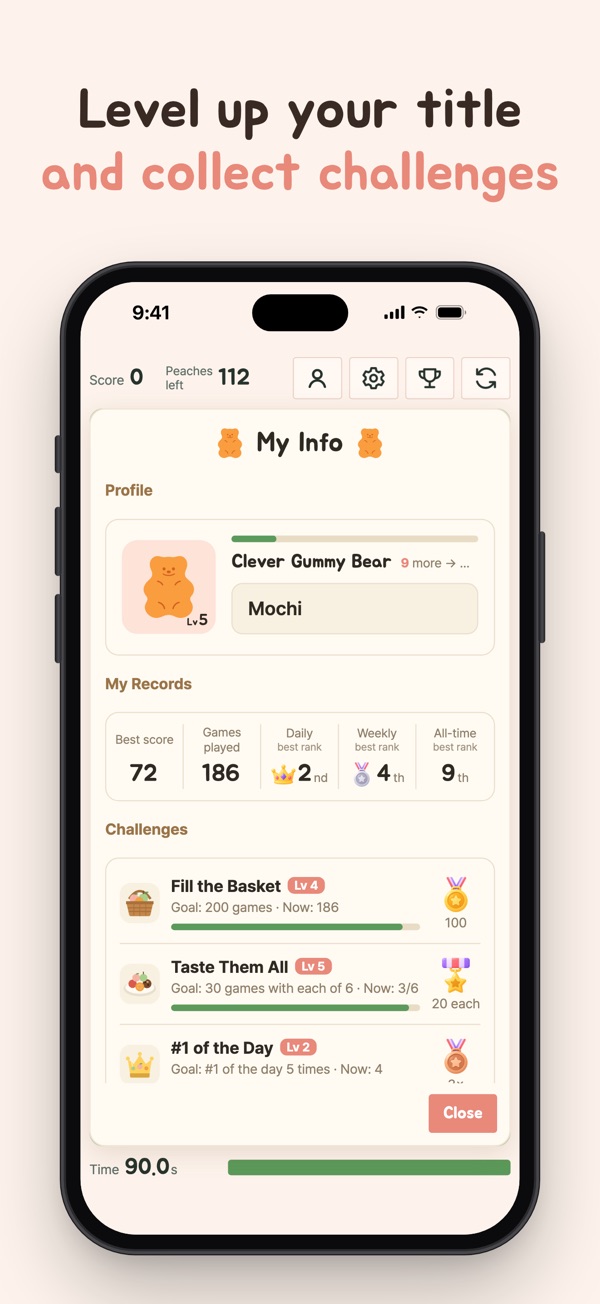 Level up your title
and collect challenges
9:41
Score 0 Peaches left 112
My Info
Profile
Clever Gummy Bear 9 more → ...
Lv5
Mochi
My Records
Best score Games played Daily best rank Weekly best rank All-time best rank
72 186 2nd 4th 9th
Challenges
Fill the Basket Lv 4
Goal: 200 games · Now: 186
100
Taste Them All Lv 5
Goal: 30 games with each of 6 · Now: 3/6
20 each
#1 of the Day Lv 2
Goal: #1 of the day 5 times · Now: 4
Close
Time 90.0s